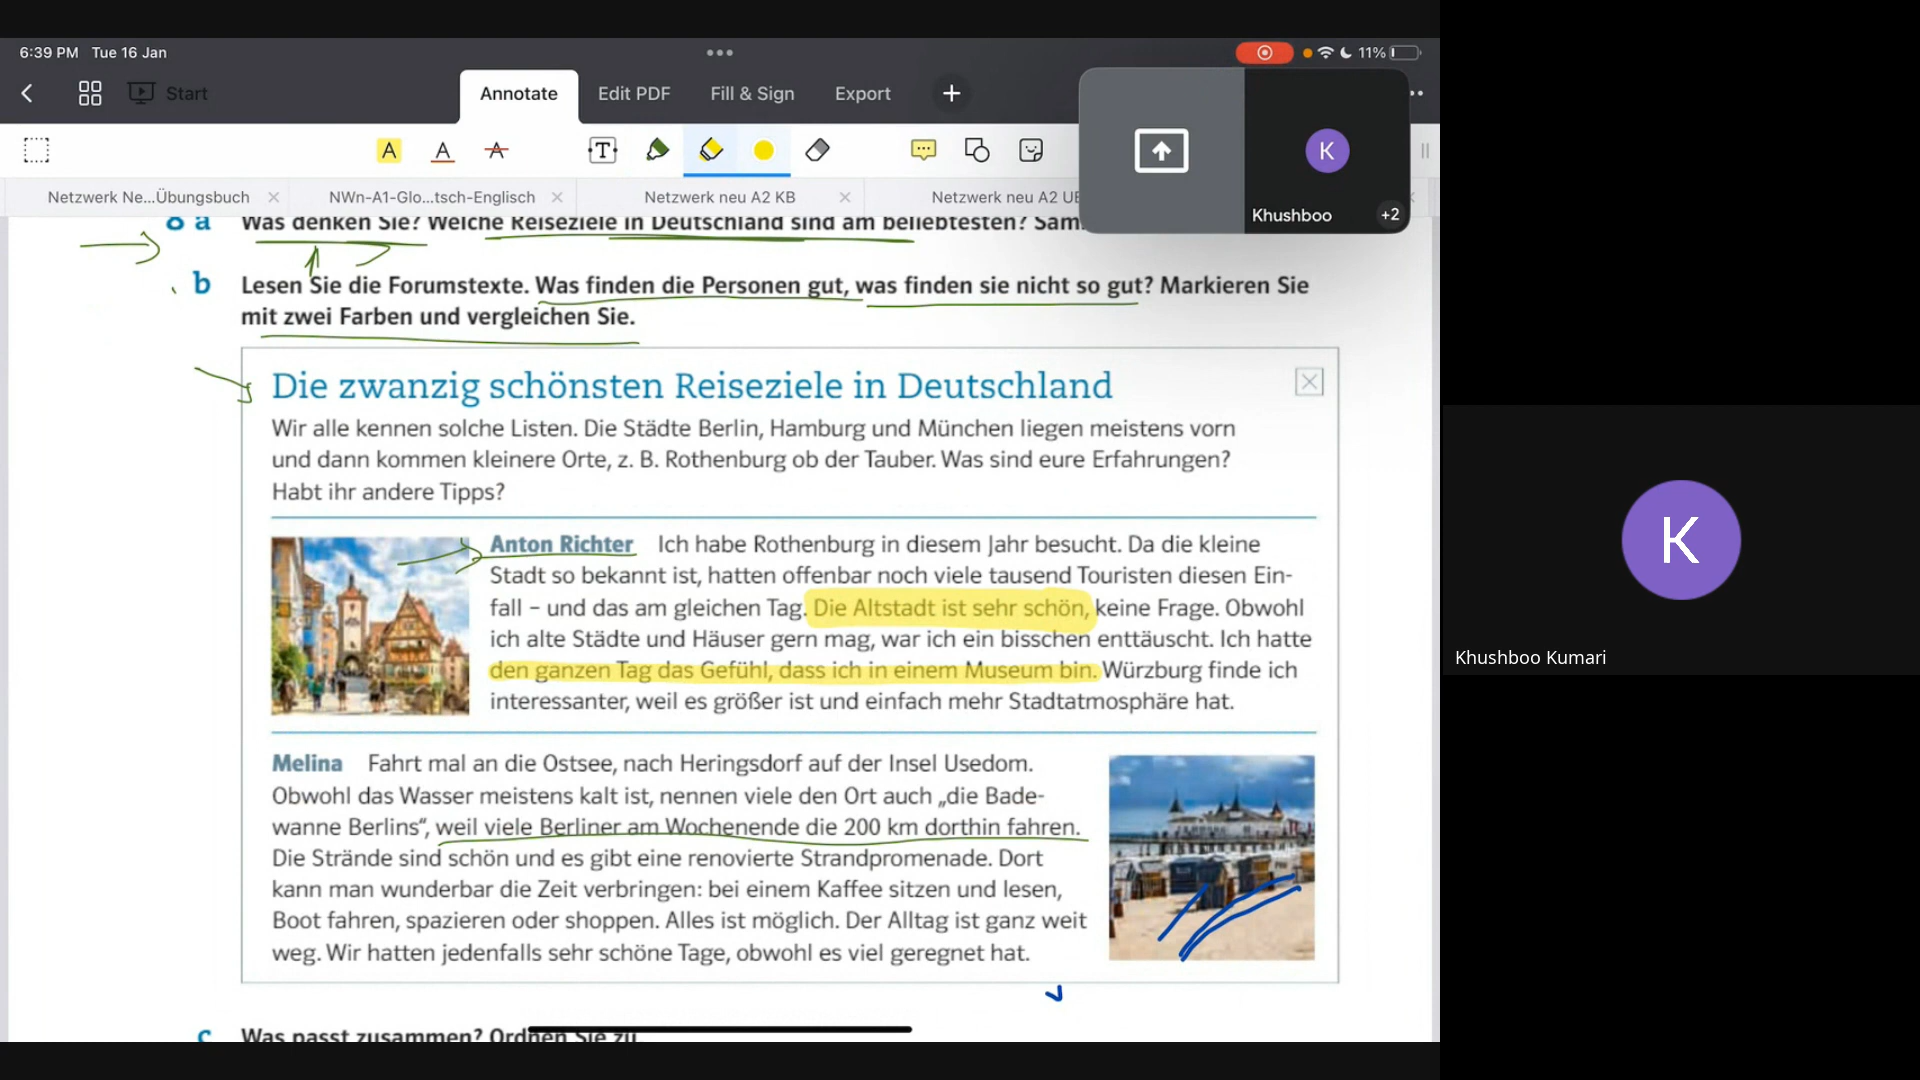 6:39 PM Tue 16 Jan
11%
Start
Annotate
Edit PDF
Fill & Sign
Export
A
A
A
T
K
Khushboo
+2
Netzwerk Ne...Übungsbuch
NWn-A1-Glo...tsch-Englisch
Netzwerk neu A2 KB
Netzwerk neu A2 UE
8 a Was denken Sie? Welche Reiseziele in Deutschland sind am beliebtesten? Sam
b Lesen Sie die Forumstexte. Was finden die Personen gut, was finden sie nicht so gut? Markieren Sie
mit zwei Farben und vergleichen Sie.
Die zwanzig schönsten Reiseziele in Deutschland
Wir alle kennen solche Listen. Die Städte Berlin, Hamburg und München liegen meistens vorn
und dann kommen kleinere Orte, z. B. Rothenburg ob der Tauber. Was sind eure Erfahrungen?
Habt ihr andere Tipps?
Anton Richter Ich habe Rothenburg in diesem Jahr besucht. Da die kleine
Stadt so bekannt ist, hatten offenbar noch viele tausend Touristen diesen Ein-
fall – und das am gleichen Tag. Die Altstadt ist sehr schön, keine Frage. Obwohl
ich alte Städte und Häuser gern mag, war ich ein bisschen enttäuscht. Ich hatte
den ganzen Tag das Gefühl, dass ich in einem Museum bin. Würzburg finde ich
interessanter, weil es größer ist und einfach mehr Stadtatmosphäre hat.
Melina Fahrt mal an die Ostsee, nach Heringsdorf auf der Insel Usedom.
Obwohl das Wasser meistens kalt ist, nennen viele den Ort auch „die Bade-
wanne Berlins“, weil viele Berliner am Wochenende die 200 km dorthin fahren.
Die Strände sind schön und es gibt eine renovierte Strandpromenade. Dort
kann man wunderbar die Zeit verbringen: bei einem Kaffee sitzen und lesen,
Boot fahren, spazieren oder shoppen. Alles ist möglich. Der Alltag ist ganz weit
weg. Wir hatten jedenfalls sehr schöne Tage, obwohl es viel geregnet hat.
c Was passt zusammen? Ordnen Sie zu
K
Khushboo Kumari